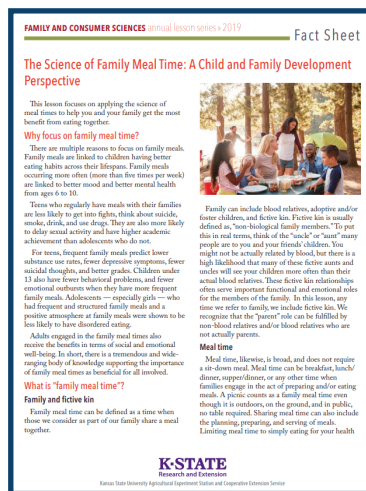 FAMILY AND CONSUMER SCIENCES annual lesson series » 2019
Fact Sheet
The Science of Family Meal Time: A Child and Family Development
Perspective
This lesson focuses on applying the science of
meal times to help you and your family get the most
benefit from eating together.
Why focus on family meal time?
There are multiple reasons to focus on family meals.
Family meals are linked to children having better
eating habits across their lifespans. Family meals
occurring more often (more than five times per week)
are linked to better mood and better mental health
from ages 6 to 10.
Teens who regularly have meals with their families
are less likely to get into fights, think about suicide,
smoke, drink, and use drugs. They are also more likely
to delay sexual activity and have higher academic
achievement than adolescents who do not.
For teens, frequent family meals predict lower
substance use rates, fewer depressive symptoms, fewer
suicidal thoughts, and better grades. Children under
13 also have fewer behavioral problems, and fewer
emotional outbursts when they have more frequent
family meals. Adolescents — especially girls — who
had frequent and structured family meals and a
positive atmosphere at family meals were shown to be
less likely to have disordered eating.
Adults engaged in the family meal times also
receive the benefits in terms of social and emotional
well-being. In short, there is a tremendous and wide-
ranging body of knowledge supporting the importance
of family meal times as beneficial for all involved.
What is "family meal time"?
Family and fictive kin
Family meal time can be defined as a time when
those we consider as part of our family share a meal
together.
Family can include blood relatives, adoptive and/or
foster children, and fictive kin. Fictive kin is usually
defined as, "non-biological family members." To put
this in real terms, think of the "uncle" or "aunt" many
people are to you and your friends' children. You
might not be actually related by blood, but there is a
high likelihood that many of these fictive aunts and
uncles will see your children more often than their
actual blood relatives. These fictive kin relationships
often serve important functional and emotional roles
for the members of the family. In this lesson, any
time we refer to family, we include fictive kin. We
recognize that the "parent" role can be fulfilled by
non-blood relatives and/or blood relatives who are
not actually parents.
Meal time
Meal time, likewise, is broad, and does not require
a sit-down meal. Meal time can be breakfast, lunch/
dinner, supper/dinner, or any other time when
families engage in the act of preparing and/or eating
meals. A picnic counts as a family meal time even
though it is outdoors, on the ground, and in public,
no table required. Sharing meal time can also include
the planning, preparing, and serving of meals.
Limiting meal time to simply eating for your health
K-STATE
Research and Extension
Kansas State University Agricultural Experiment Station and Cooperative Extension Service